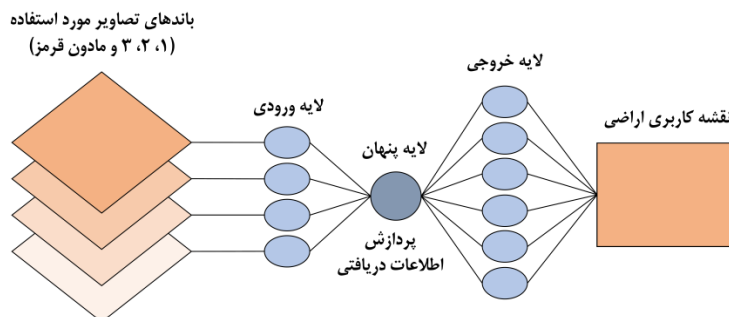 باندهای تصاویر مورد استفاده
(۱، ۲، ۳ و مادون قرمز)
لایه ورودی
لایه پنهان
پردازش
اطلاعات دریافتی
لایه خروجی
نقشه کاربری اراضی